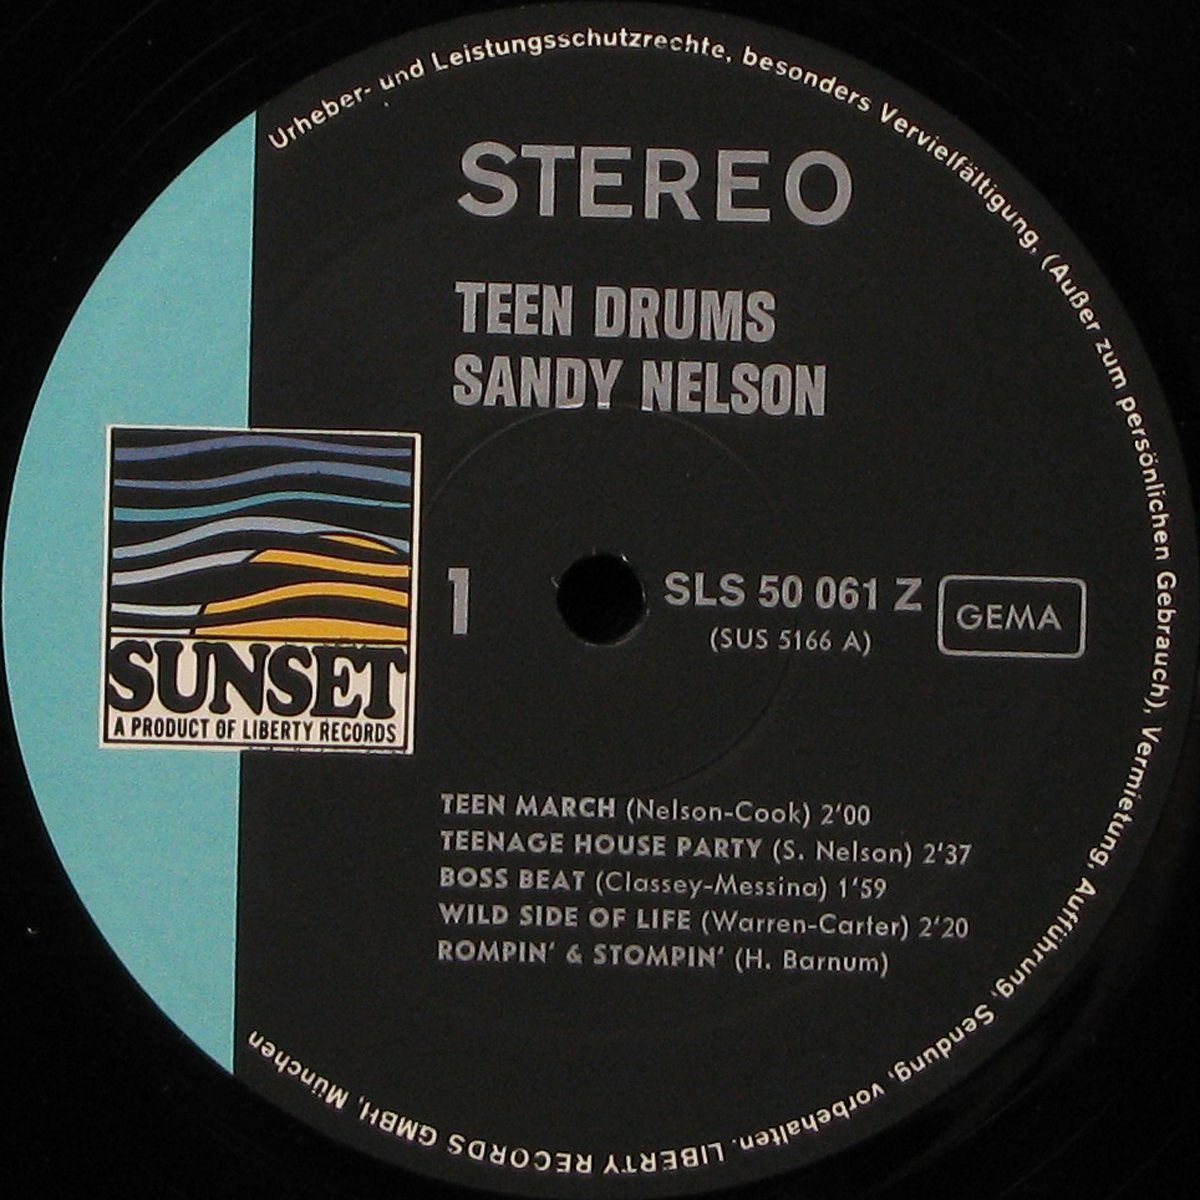 Urheber- und Leistungsschutzrechte, besonders Vervielfältigung, (Außer zum persönlichen Gebrauch), Vermietung, Aufführung, Sendung, vorbehalten. LIBERTY RECORDS GMBH, München
STEREO
TEEN DRUMS
SANDY NELSON
1
SLS 50 061 Z
GEMA
(SUS 5166 A)
SUNSET
A PRODUCT OF LIBERTY RECORDS
TEEN MARCH (Nelson-Cook) 2'00
TEENAGE HOUSE PARTY (S. Nelson) 2'37
BOSS BEAT (Classey-Messina) 1'59
WILD SIDE OF LIFE (Warren-Carter) 2'20
ROMPIN' & STOMPIN' (H. Barnum)